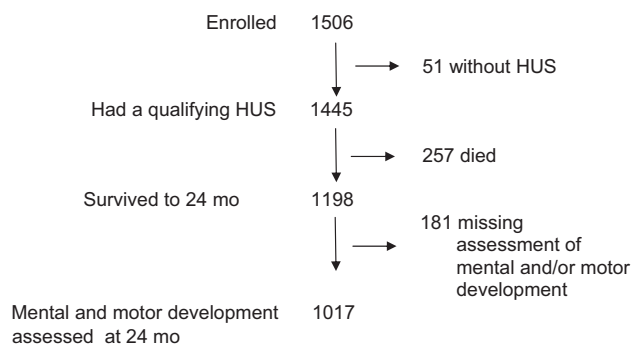 Enrolled 1506
51 without HUS
Had a qualifying HUS 1445
257 died
Survived to 24 mo 1198
181 missing
assessment of
mental and/or motor
development
Mental and motor development 1017
assessed at 24 mo